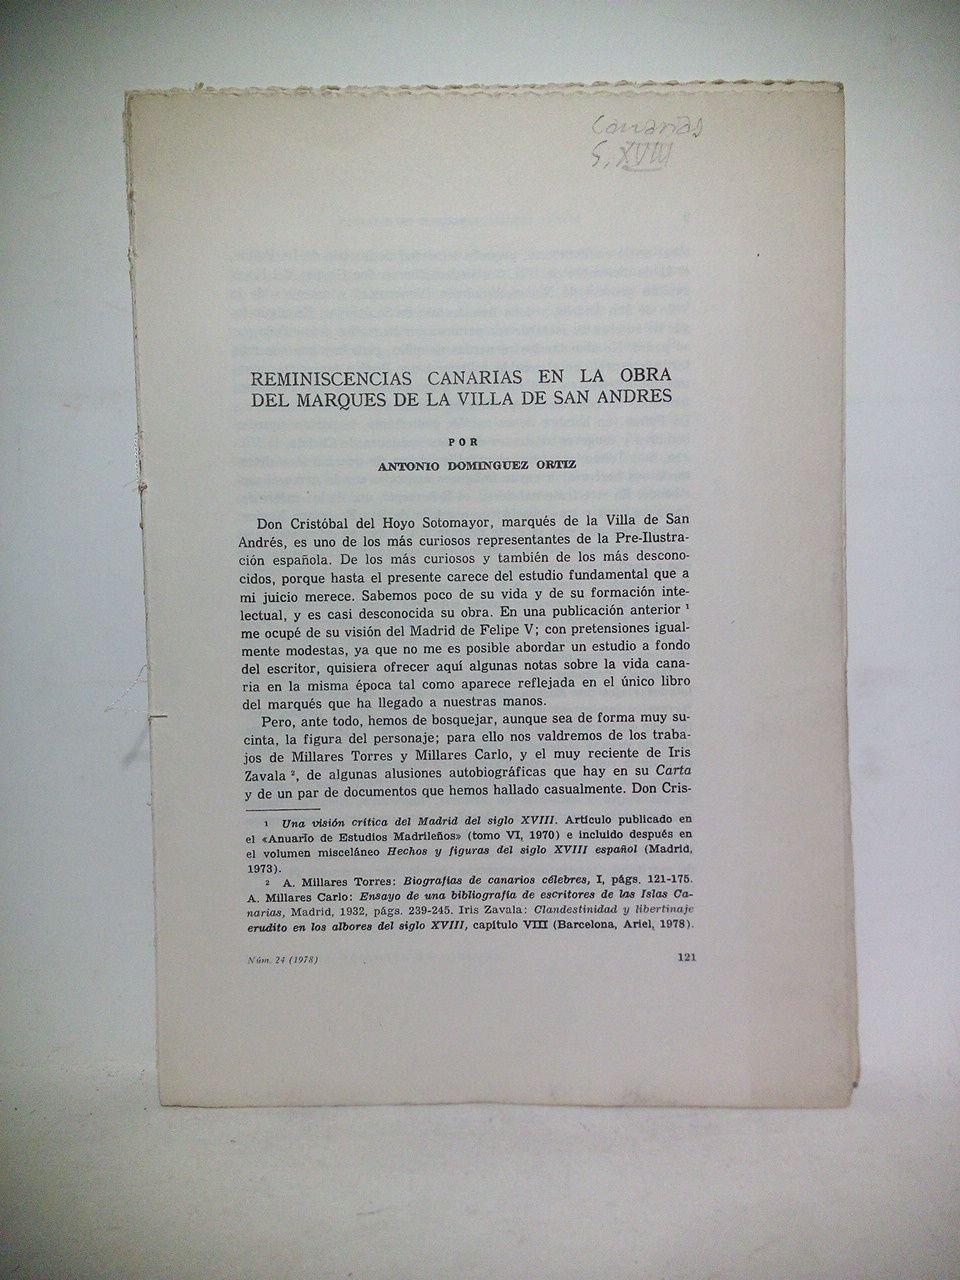 Canarias
S. XVIII
REMINISCENCIAS CANARIAS EN LA OBRA
DEL MARQUES DE LA VILLA DE SAN ANDRES
POR
ANTONIO DOMINGUEZ ORTIZ
Don Cristóbal del Hoyo Sotomayor, marqués de la Villa de San
Andrés, es uno de los más curiosos representantes de la Pre-Ilustra-
ción española. De los más curiosos y también de los más descono-
cidos, porque hasta el presente carece del estudio fundamental que a
mi juicio merece. Sabemos poco de su vida y de su formación inte-
lectual, y es casi desconocida su obra. En una publicación anterior ¹
me ocupé de su visión del Madrid de Felipe V; con pretensiones igual-
mente modestas, ya que no me es posible abordar un estudio a fondo
del escritor, quisiera ofrecer aquí algunas notas sobre la vida cana-
ria en la misma época tal como aparece reflejada en el único libro
del marqués que ha llegado a nuestras manos.
Pero, ante todo, hemos de bosquejar, aunque sea de forma muy su-
cinta, la figura del personaje; para ello nos valdremos de los traba-
jos de Millares Torres y Millares Carlo, y el muy reciente de Iris
Zavala ², de algunas alusiones autobiográficas que hay en su Carta
y de un par de documentos que hemos hallado casualmente. Don Cris-
¹ Una visión crítica del Madrid del siglo XVIII. Artículo publicado en
el «Anuario de Estudios Madrileños» (tomo VI, 1970) e incluido después en
el volumen misceláneo Hechos y figuras del siglo XVIII español (Madrid,
1973).
² A. Millares Torres: Biografías de canarios célebres, I, págs. 121-175.
A. Millares Carlo: Ensayo de una bibliografía de escritores de las Islas Ca-
narias, Madrid, 1932, págs. 239-245. Iris Zavala: Clandestinidad y libertinaje
erudito en los albores del siglo XVIII, capítulo VIII (Barcelona, Ariel, 1978).
Núm. 24 (1978)
121